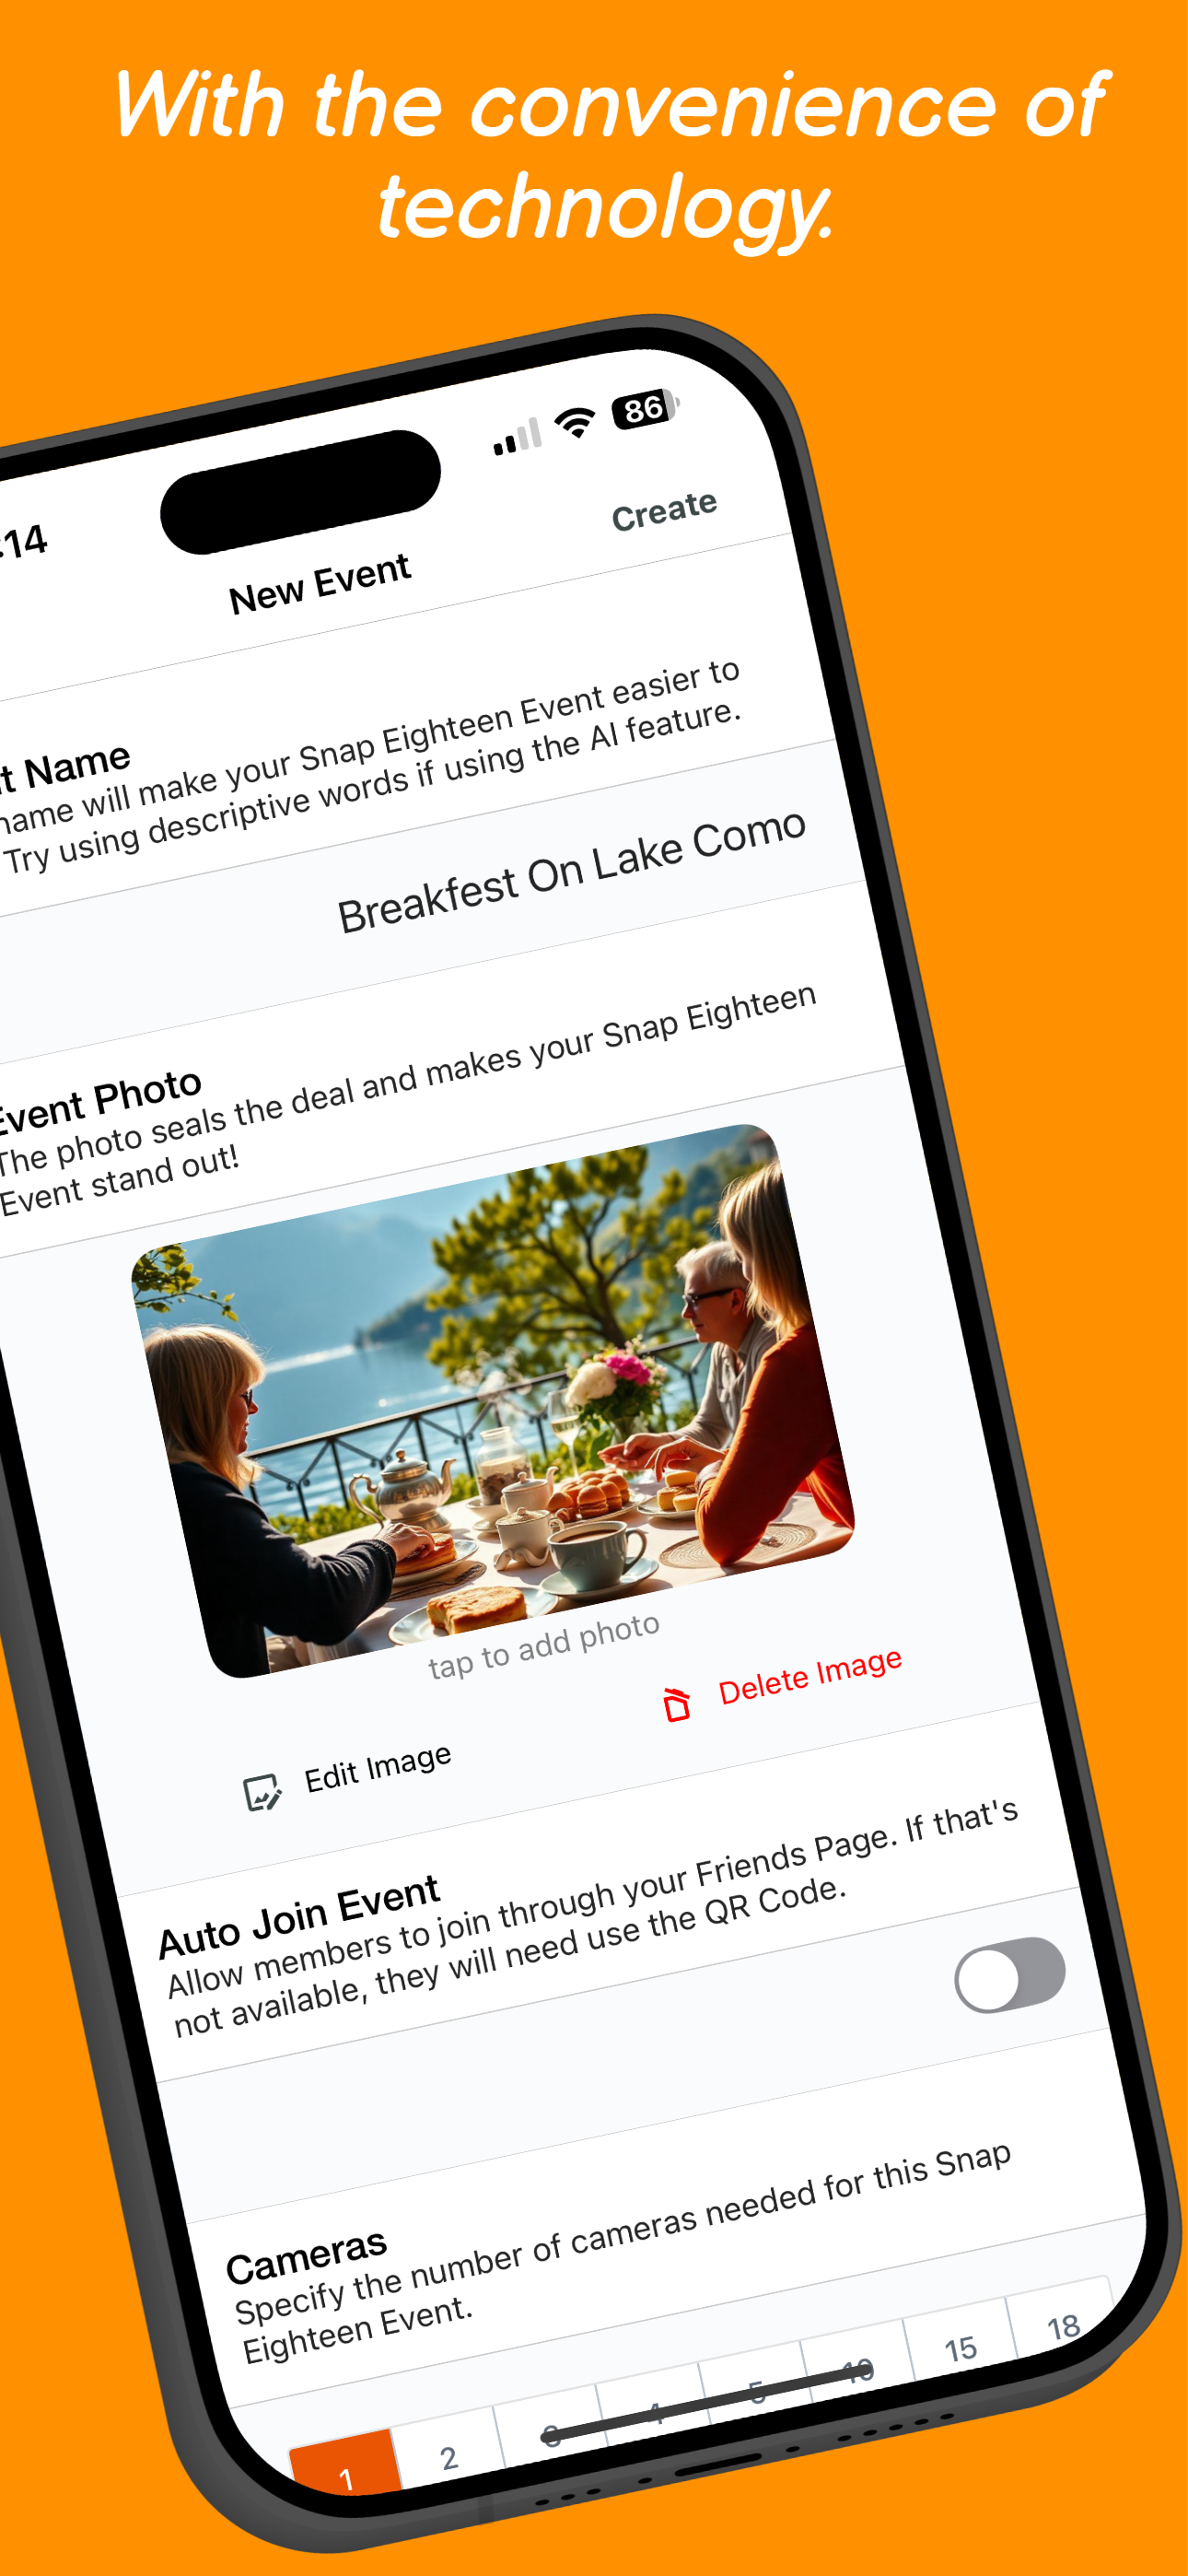 With the convenience of
technology.
:14
86
New Event
Create
t Name
name will make your Snap Eighteen Event easier to
Try using descriptive words if using the AI feature.
Breakfest On Lake Como
Event Photo
The photo seals the deal and makes your Snap Eighteen
Event stand out!
tap to add photo
Edit Image
Delete Image
Auto Join Event
Allow members to join through your Friends Page. If that's
not available, they will need use the QR Code.
Cameras
Specify the number of cameras needed for this Snap
Eighteen Event.
1 2 3 4 5 10 15 18